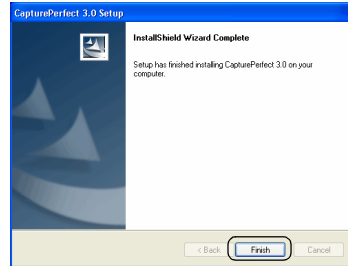 CapturePerfect 3.0 Setup
InstallShield Wizard Complete
Setup has finished installing CapturePerfect 3.0 on your
computer.
< Back
Finish
Cancel